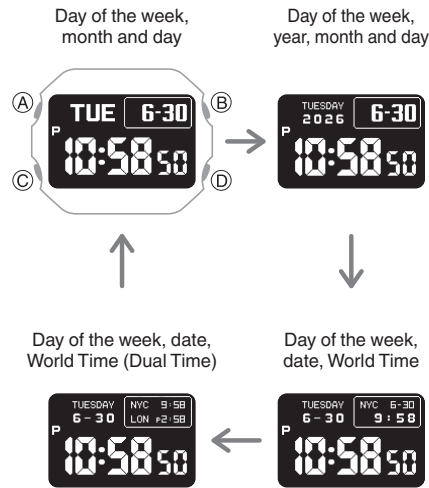 Day of the week,
month and day
Day of the week,
year, month and day
A
B
C
D
TUE 6-30
P
10:58 50
TUESDAY
2026
6-30
P
10:58 50
Day of the week, date,
World Time (Dual Time)
Day of the week,
date, World Time
TUESDAY
6-30
NYC 9:58
LON P2:58
P
10:58 50
TUESDAY
6-30
NYC 6-30
9:58
P
10:58 50